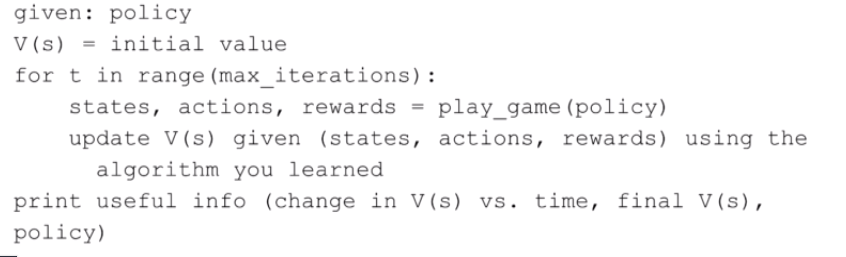 given: policy
V(s) = initial value
for t in range(max_iterations):
    states, actions, rewards = play_game(policy)
    update V(s) given (states, actions, rewards) using the
      algorithm you learned
print useful info (change in V(s) vs. time, final V(s),
policy)